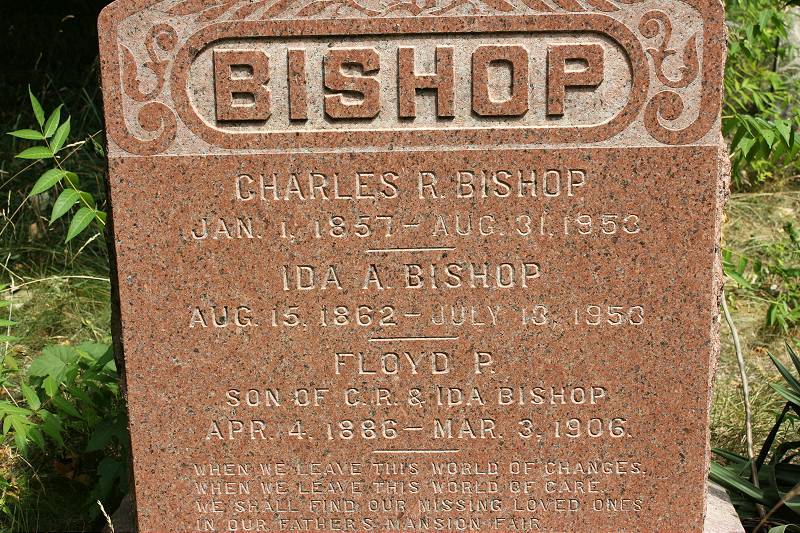 BISHOP
CHARLES R. BISHOP
JAN. 1, 1857 – AUG. 31, 1953
IDA A. BISHOP
AUG. 15, 1862 – JULY 13, 1953
FLOYD P.
SON OF C. R. & IDA BISHOP
APR. 4, 1886 – MAR. 3, 1906.
WHEN WE LEAVE THIS WORLD OF CHANGES,
WHEN WE LEAVE THIS WORLD OF CARE,
WE SHALL FIND OUR MISSING LOVED ONES
IN OUR FATHER'S MANSION FAIR.